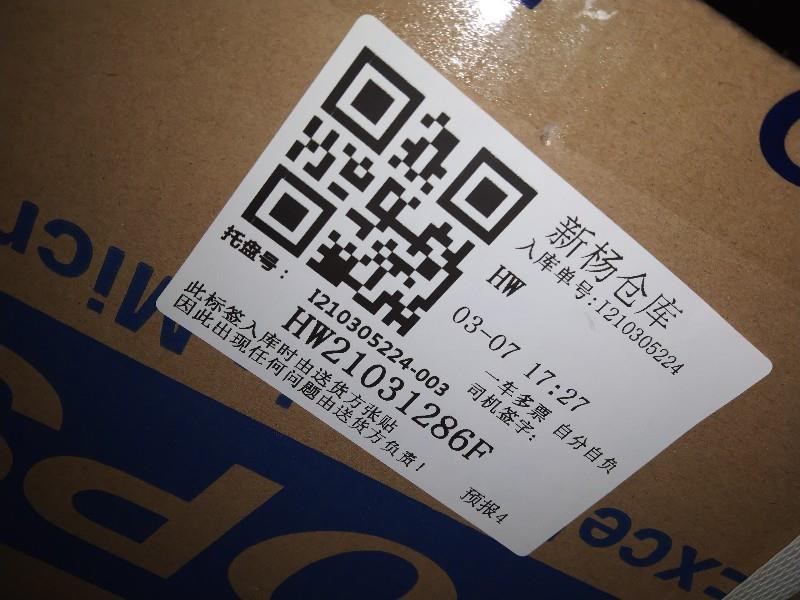 新杨仓库
入库单号:I210305224
HW
03-07 17:27
一车多票 自分自负
司机签字:
托盘号：
I210305224-003
HW21031286F
此标签入库时由送货方张贴
因此出现任何问题由送货方负责！
预报4
Micr
Exce